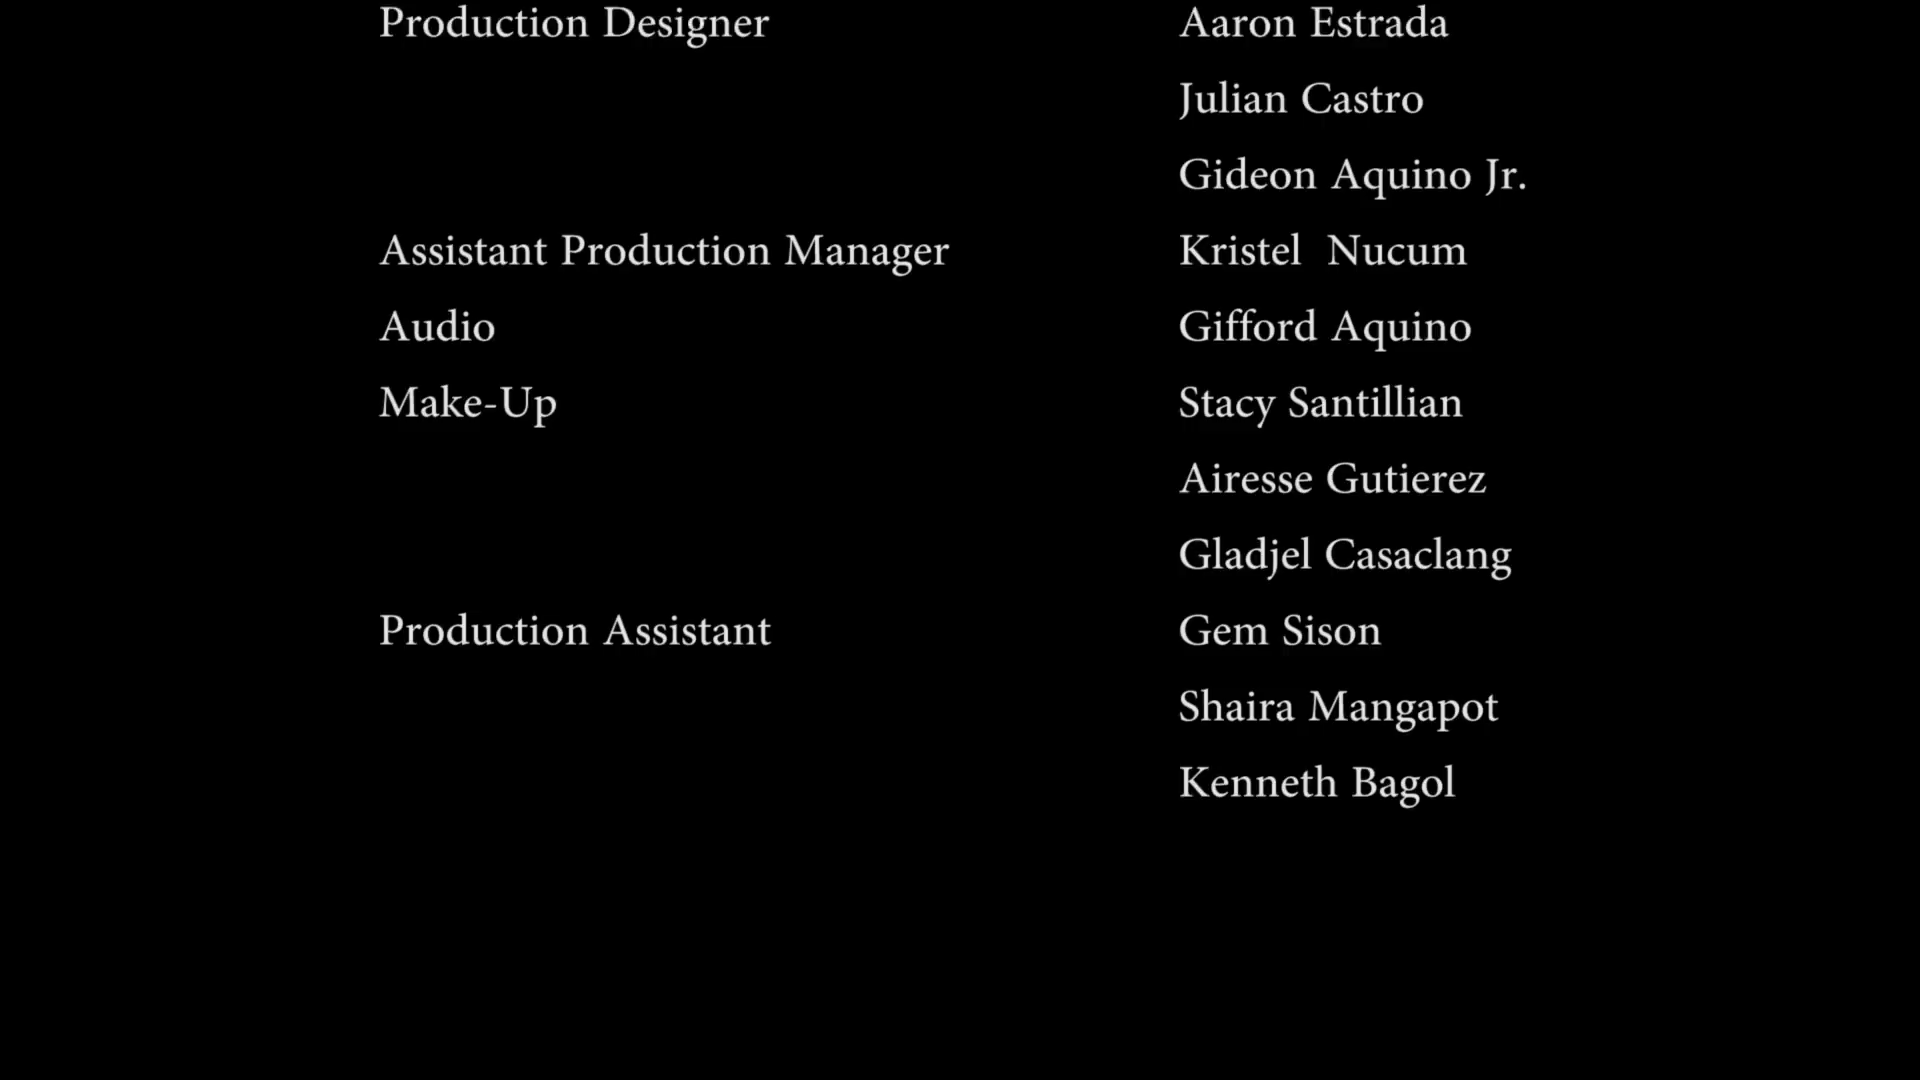 Production Designer Aaron Estrada
Julian Castro
Gideon Aquino Jr.
Assistant Production Manager Kristel  Nucum
Audio Gifford Aquino
Make-Up Stacy Santillian
Airesse Gutierez
Gladjel Casaclang
Production Assistant Gem Sison
Shaira Mangapot
Kenneth Bagol